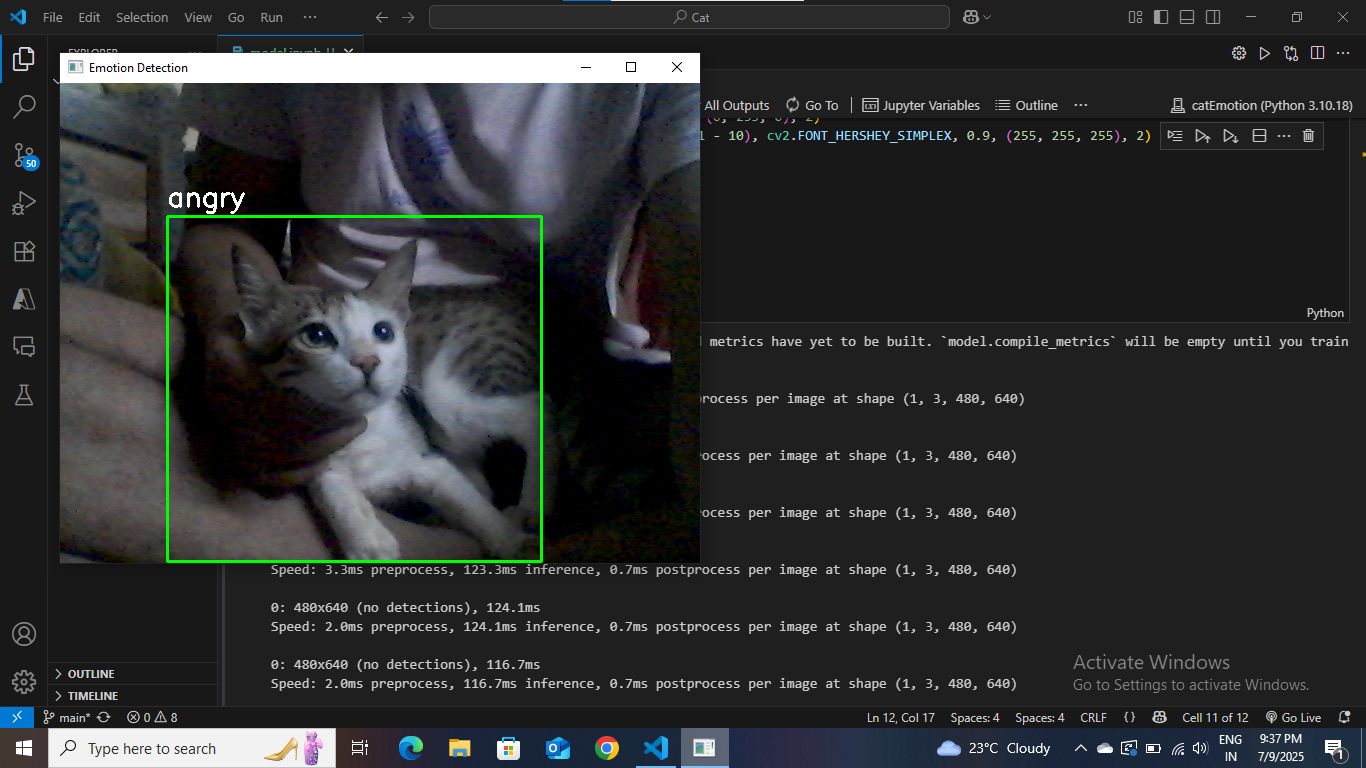 File Edit Selection View Go Run ···
Cat
EXPLORER
model.ipynb U
Emotion Detection
All Outputs Go To Jupyter Variables Outline ··· catEmotion (Python 3.10.18)
1 - 10), cv2.FONT_HERSHEY_SIMPLEX, 0.9, (255, 255, 255), 2)
angry
Python
metrics have yet to be built. `model.compile_metrics` will be empty until you train
process per image at shape (1, 3, 480, 640)
process per image at shape (1, 3, 480, 640)
process per image at shape (1, 3, 480, 640)
Speed: 3.3ms preprocess, 123.3ms inference, 0.7ms postprocess per image at shape (1, 3, 480, 640)
0: 480x640 (no detections), 124.1ms
Speed: 2.0ms preprocess, 124.1ms inference, 0.7ms postprocess per image at shape (1, 3, 480, 640)
0: 480x640 (no detections), 116.7ms
Speed: 2.0ms preprocess, 116.7ms inference, 0.7ms postprocess per image at shape (1, 3, 480, 640)
50
OUTLINE
TIMELINE
Activate Windows
Go to Settings to activate Windows.
main* 0 8 Ln 12, Col 17 Spaces: 4 Spaces: 4 CRLF {} Cell 11 of 12 Go Live
Type here to search
23°C Cloudy
ENG
IN
9:37 PM
7/9/2025
1